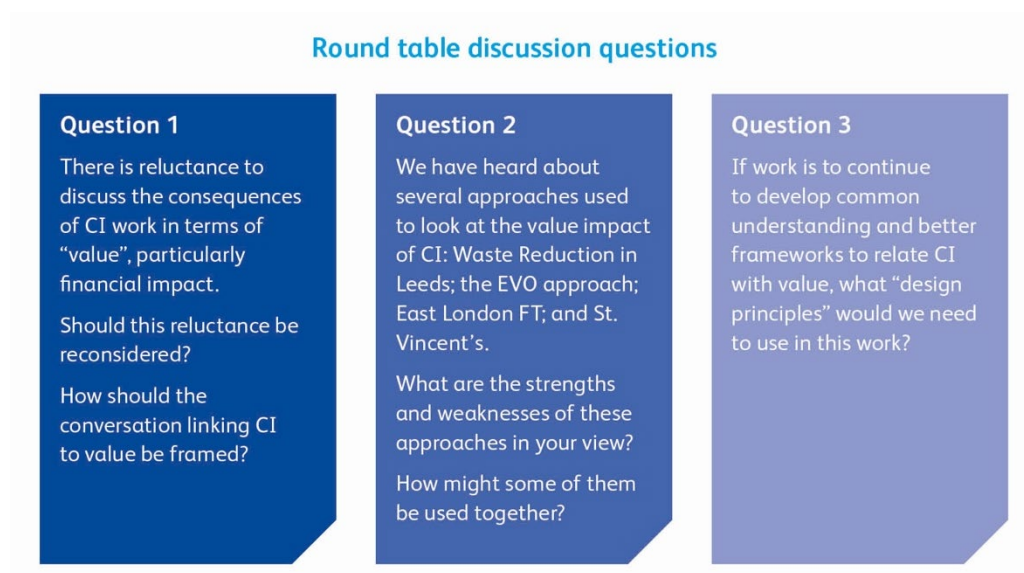 Round table discussion questions
Question 1
There is reluctance to
discuss the consequences
of CI work in terms of
“value”, particularly
financial impact.
Should this reluctance be
reconsidered?
How should the
conversation linking CI
to value be framed?
Question 2
We have heard about
several approaches used
to look at the value impact
of CI: Waste Reduction in
Leeds; the EVO approach;
East London FT; and St.
Vincent’s.
What are the strengths
and weaknesses of these
approaches in your view?
How might some of them
be used together?
Question 3
If work is to continue
to develop common
understanding and better
frameworks to relate CI
with value, what “design
principles” would we need
to use in this work?